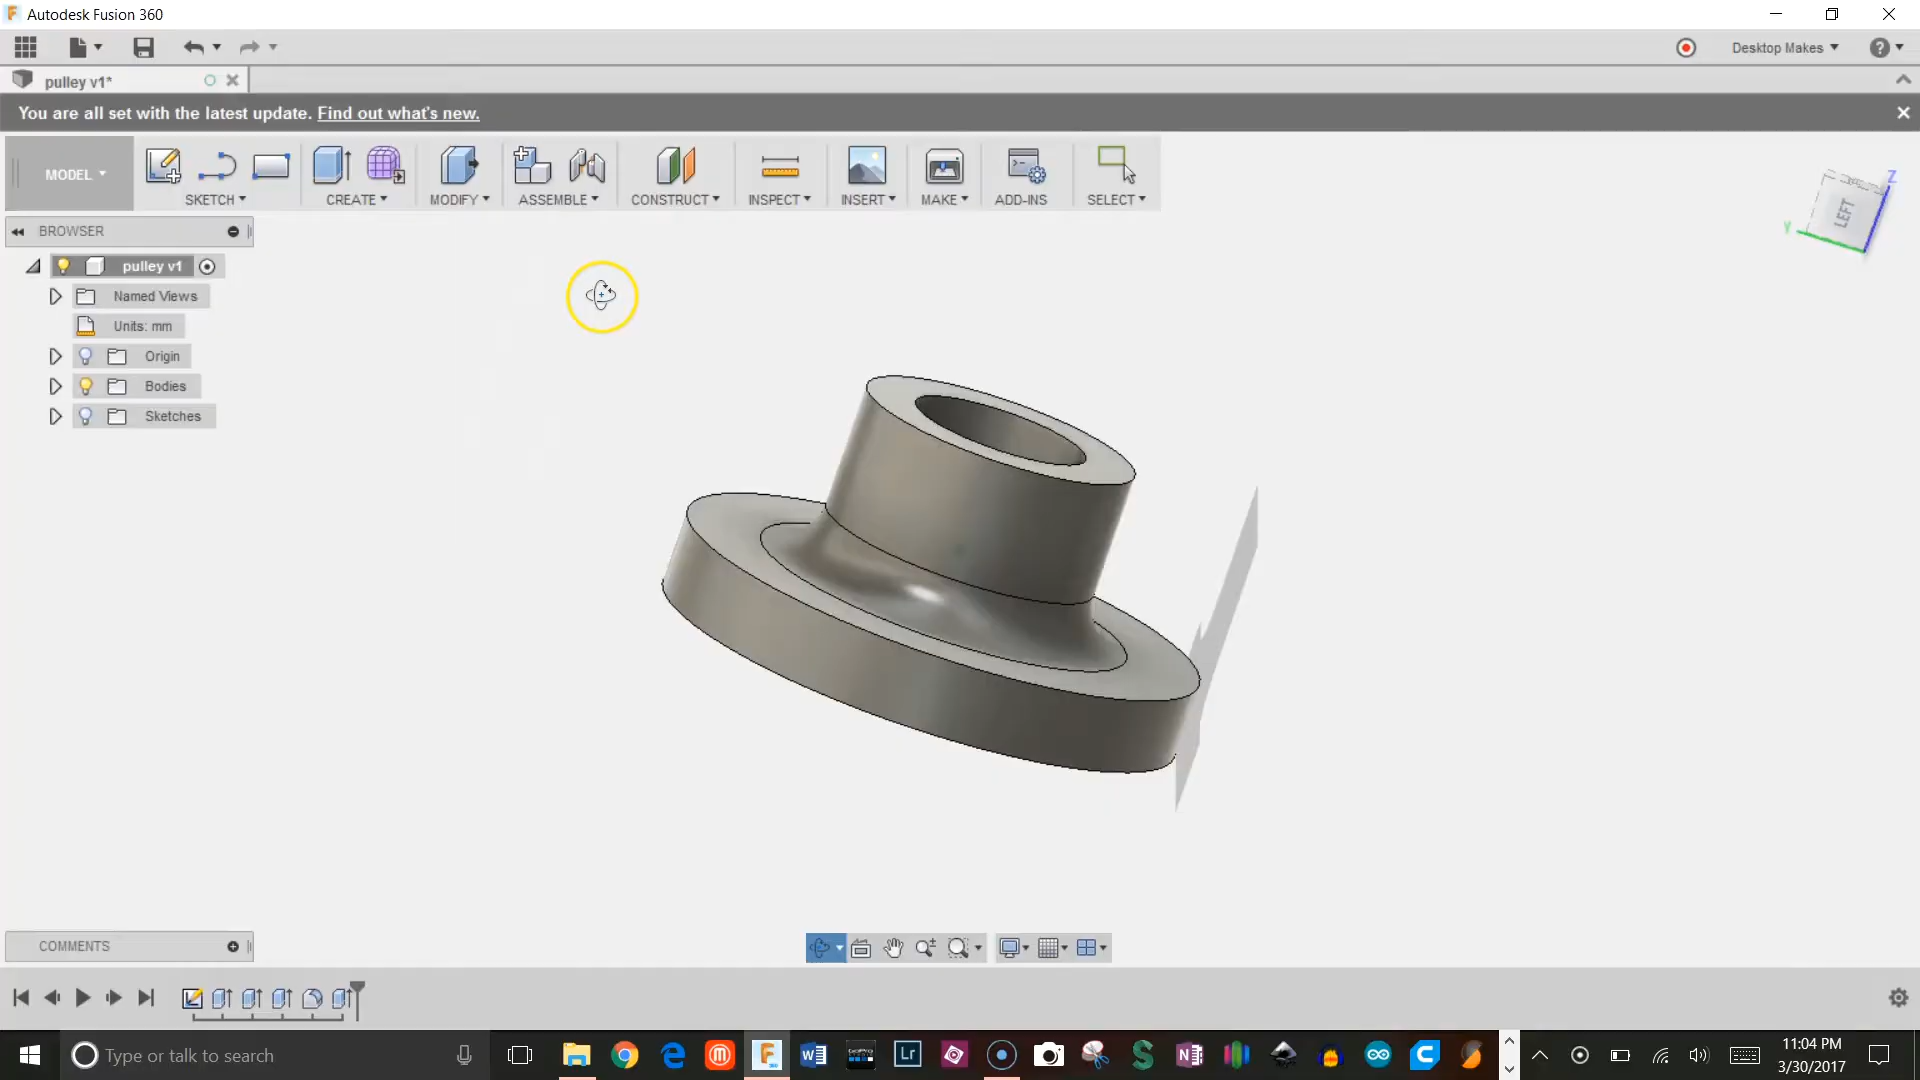 Autodesk Fusion 360
Desktop Makes
pulley v1*
You are all set with the latest update. Find out what's new.
MODEL
SKETCH
CREATE
MODIFY
ASSEMBLE
CONSTRUCT
INSPECT
INSERT
MAKE
ADD-INS
SELECT
Z
LEFT
Y
BROWSER
pulley v1
Named Views
Units: mm
Origin
Bodies
Sketches
COMMENTS
Type or talk to search
Lr
11:04 PM
3/30/2017